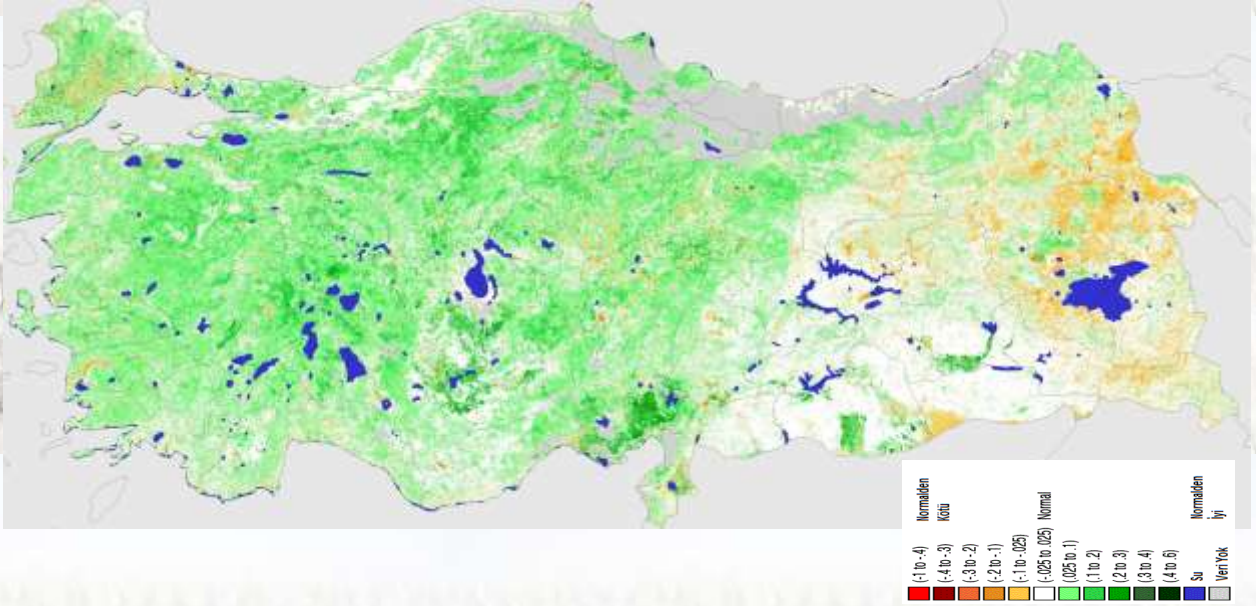 (-1 to -.4)
Normalden
(-.4 to -.3)
Kötü
(-.3 to -.2)
(-.2 to -.1)
(-.1 to -.025)
(-.025 to .025) Normal
(.025 to .1)
(.1 to .2)
(.2 to .3)
(.3 to .4)
(.4 to .6)
Su
Normalden
İyi
Veri Yok